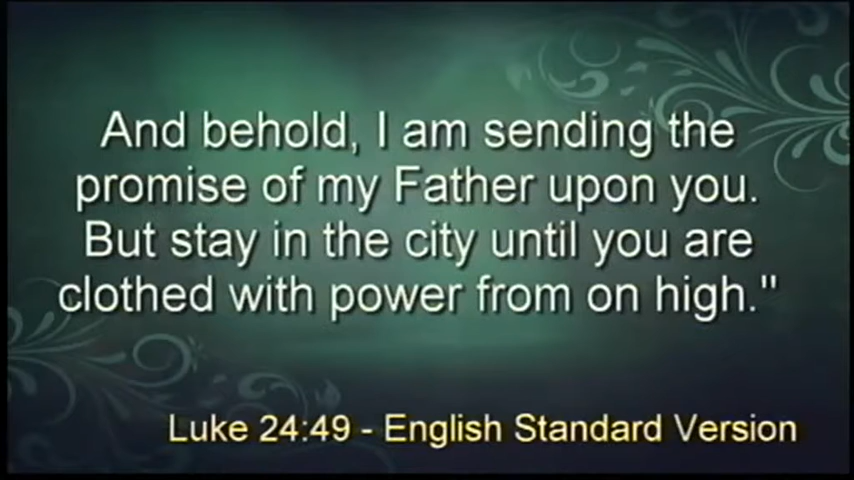 And behold, I am sending the
promise of my Father upon you.
But stay in the city until you are
clothed with power from on high."
Luke 24:49 - English Standard Version